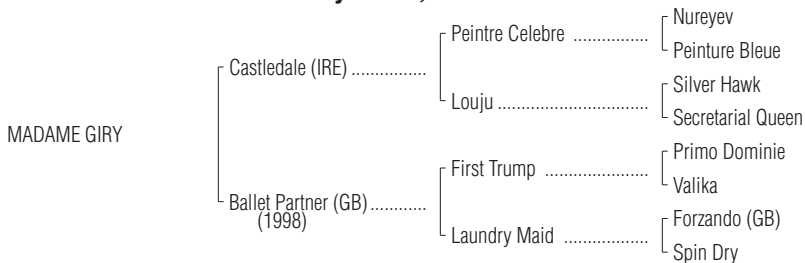 Nureyev
Peintre Celebre ................
Peinture Bleue
Castledale (IRE) ................
Silver Hawk
Louju ................................
Secretarial Queen
MADAME GIRY
Primo Dominie
First Trump ......................
Valika
Ballet Partner (GB) ............
(1998)
Forzando (GB)
Laundry Maid ..................
Spin Dry